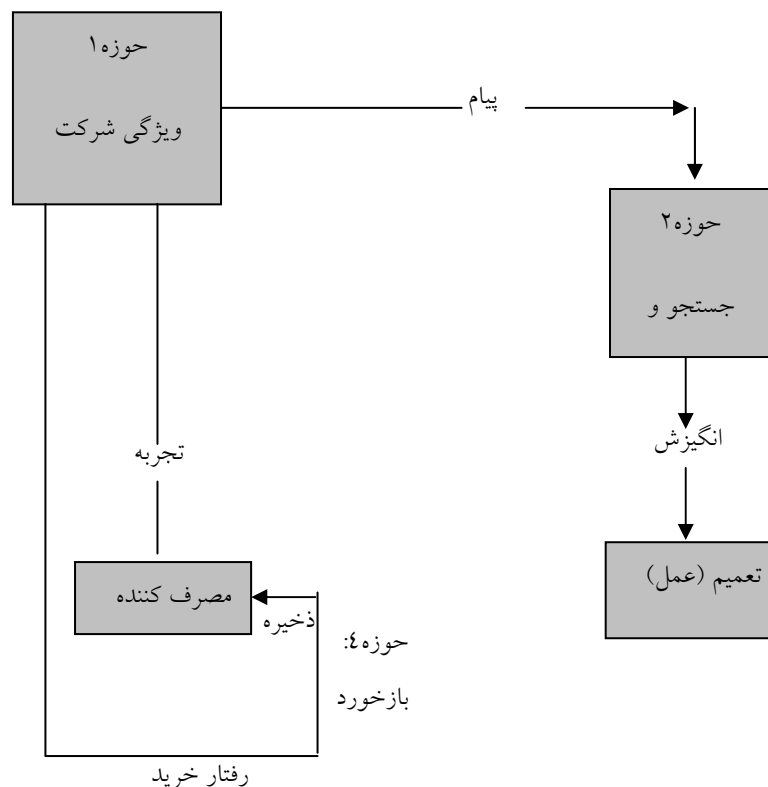 حوزه۱
ویژگی شرکت
پیام
حوزه۲
جستجو و
انگیزش
تعمیم (عمل)
تجربه
مصرف کننده
ذخیره
حوزه٤:
بازخورد
رفتار خرید